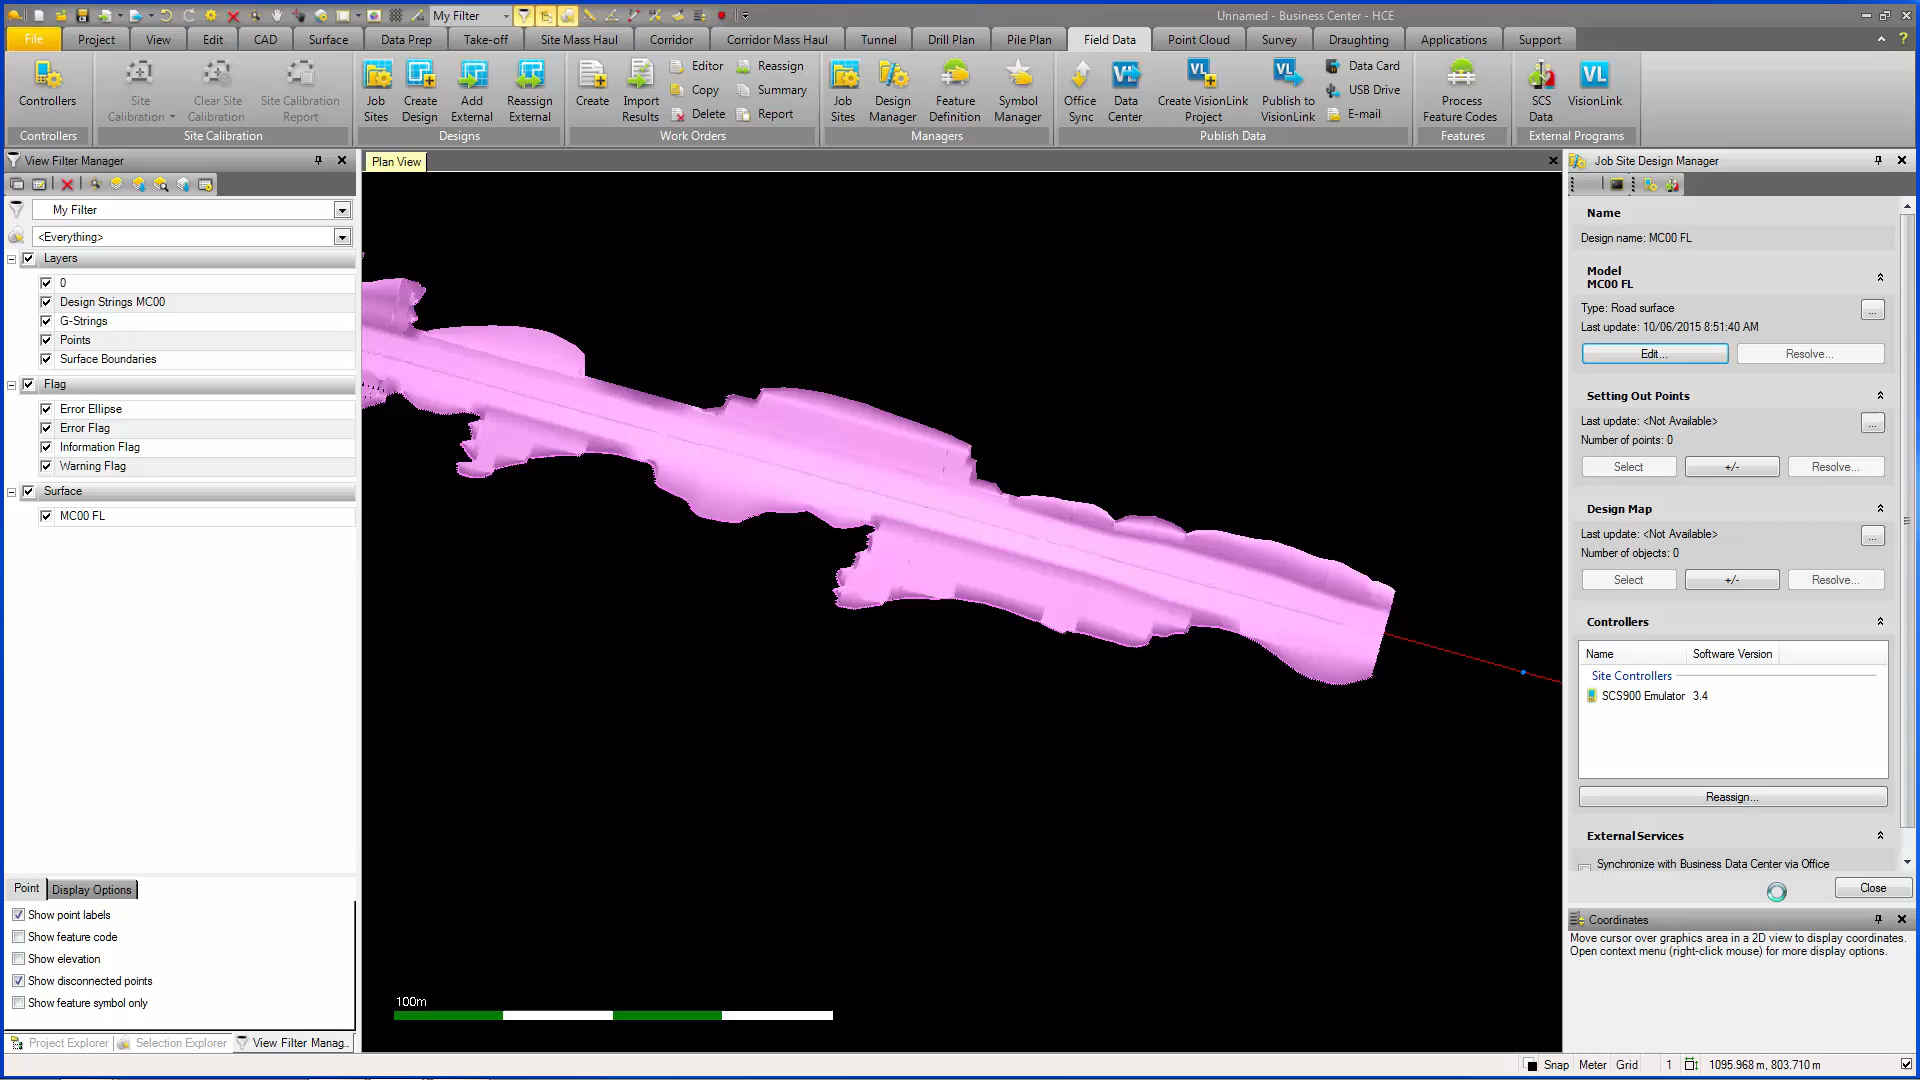 My Filter
Unnamed - Business Center - HCE
File Project View Edit CAD Surface Data Prep Take-off Site Mass Haul Corridor Corridor Mass Haul Tunnel Drill Plan Pile Plan Field Data Point Cloud Survey Draughting Applications Support
Controllers
Site Calibration
Clear Site Calibration
Site Calibration Report
Job Sites
Create Design
Add External
Reassign External
Create
Import Results
Editor
Copy
Delete
Reassign
Summary
Report
Job Sites
Design Manager
Feature Definition
Symbol Manager
Office Sync
Data Center
Create VisionLink Project
Publish to VisionLink
Data Card
USB Drive
E-mail
Process Feature Codes
SCS Data
VisionLink
Controllers Site Calibration Designs Work Orders Managers Publish Data Features External Programs
View Filter Manager
My Filter
<Everything>
Layers
0
Design Strings MC00
G-Strings
Points
Surface Boundaries
Flag
Error Ellipse
Error Flag
Information Flag
Warning Flag
Surface
MC00 FL
Point Display Options
Show point labels
Show feature code
Show elevation
Show disconnected points
Show feature symbol only
Project Explorer Selection Explorer View Filter Manag...
Plan View
100m
Job Site Design Manager
Name
Design name: MC00 FL
Model
MC00 FL
Type: Road surface
...
Last update: 10/06/2015 8:51:40 AM
Edit... Resolve...
Setting Out Points
Last update: <Not Available>
...
Number of points: 0
Select +/- Resolve...
Design Map
Last update: <Not Available>
...
Number of objects: 0
Select +/- Resolve...
Controllers
Name Software Version
Site Controllers
SCS900 Emulator 3.4
Reassign...
External Services
Synchronize with Business Data Center via Office
Close
Coordinates
Move cursor over graphics area in a 2D view to display coordinates.
Open context menu (right-click mouse) for more display options.
Snap Meter Grid 1 1095.968 m, 803.710 m